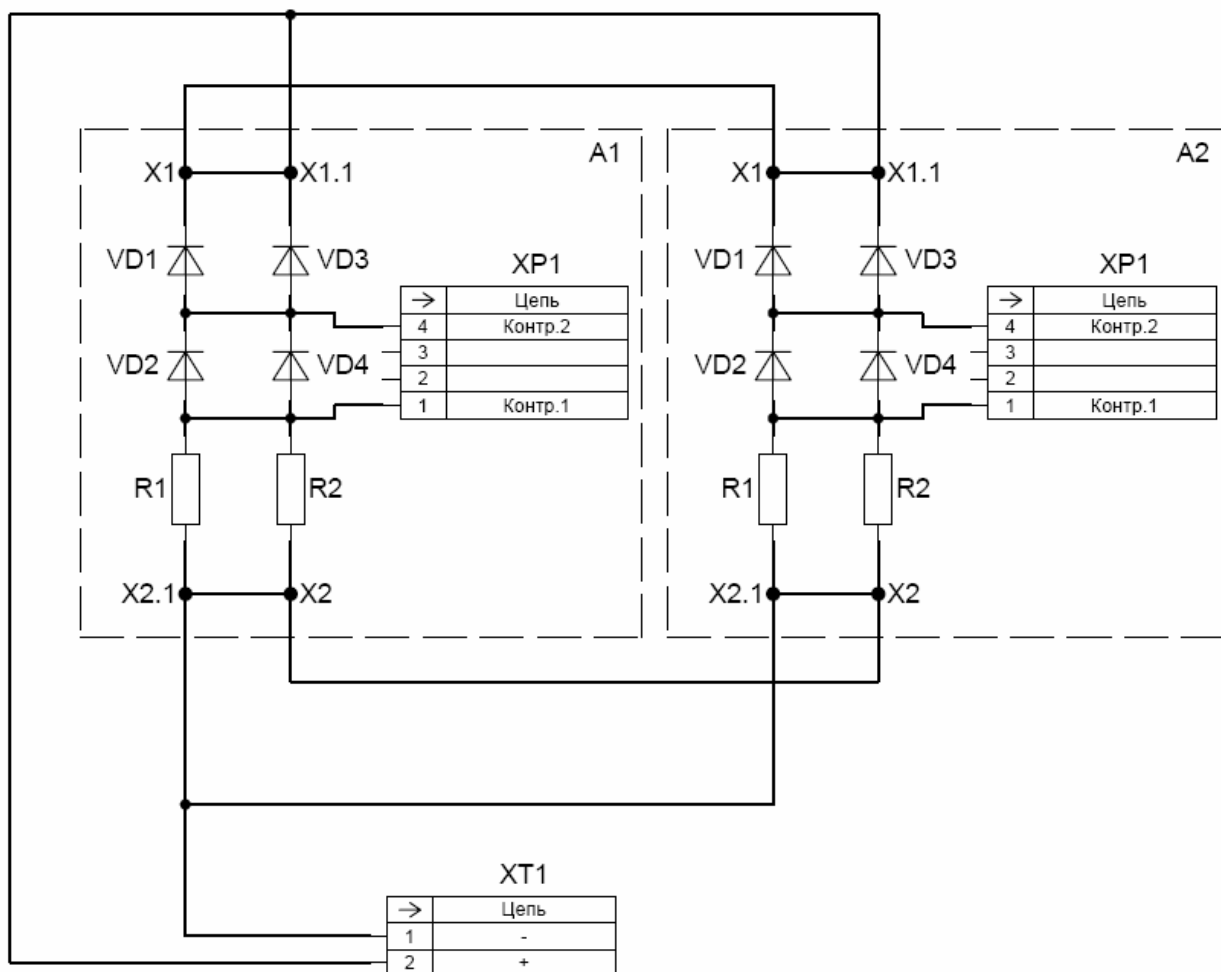 A1
A2
X1
X1.1
X1
X1.1
VD1
VD3
XP1
VD1
VD3
XP1
→ Цепь
4 Контр.2
3
2
1 Контр.1
→ Цепь
4 Контр.2
3
2
1 Контр.1
VD2
VD4
VD2
VD4
R1
R2
R1
R2
X2.1
X2
X2.1
X2
XT1
→ Цепь
1 -
2 +